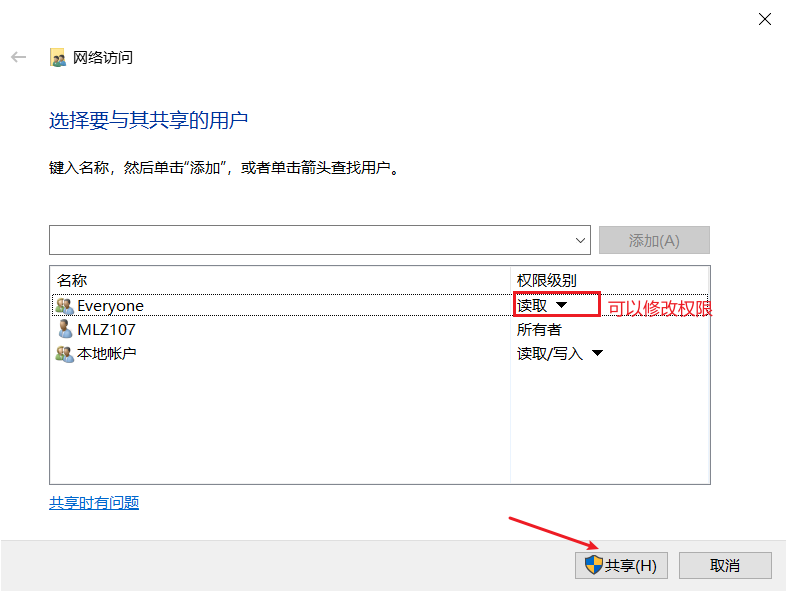 网络访问
选择要与其共享的用户
键入名称，然后单击“添加”，或者单击箭头查找用户。
添加(A)
名称 权限级别
Everyone 读取 可以修改权限
MLZ107 所有者
本地帐户 读取/写入
共享时有问题
共享(H) 取消